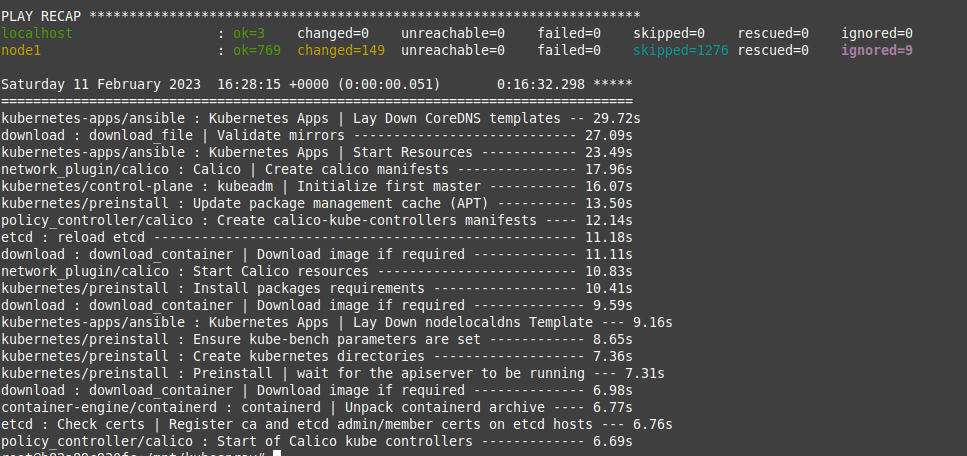 PLAY RECAP *********************************************************************
localhost : ok=3 changed=0 unreachable=0 failed=0 skipped=0 rescued=0 ignored=0
node1 : ok=769 changed=149 unreachable=0 failed=0 skipped=1276 rescued=0 ignored=9
Saturday 11 February 2023 16:28:15 +0000 (0:00:00.051) 0:16:32.298 *****
===============================================================================
kubernetes-apps/ansible : Kubernetes Apps | Lay Down CoreDNS templates -- 29.72s
download : download_file | Validate mirrors ---------------------------- 27.09s
kubernetes-apps/ansible : Kubernetes Apps | Start Resources ------------ 23.49s
network_plugin/calico : Calico | Create calico manifests --------------- 17.96s
kubernetes/control-plane : kubeadm | Initialize first master ----------- 16.07s
kubernetes/preinstall : Update package management cache (APT) ---------- 13.50s
policy_controller/calico : Create calico-kube-controllers manifests ---- 12.14s
etcd : reload etcd ----------------------------------------------------- 11.18s
download : download_container | Download image if required ------------- 11.11s
network_plugin/calico : Start Calico resources ------------------------- 10.83s
kubernetes/preinstall : Install packages requirements ------------------ 10.41s
download : download_container | Download image if required ------------- 9.59s
kubernetes-apps/ansible : Kubernetes Apps | Lay Down nodelocaldns Template --- 9.16s
kubernetes/preinstall : Ensure kube-bench parameters are set ------------- 8.65s
kubernetes/preinstall : Create kubernetes directories -------------------- 7.36s
kubernetes/preinstall : Preinstall | wait for the apiserver to be running --- 7.31s
download : download_container | Download image if required -------------- 6.98s
container-engine/containerd : containerd | Unpack containerd archive ---- 6.77s
etcd : Check certs | Register ca and etcd admin/member certs on etcd hosts --- 6.76s
policy_controller/calico : Start of Calico kube controllers ------------- 6.69s